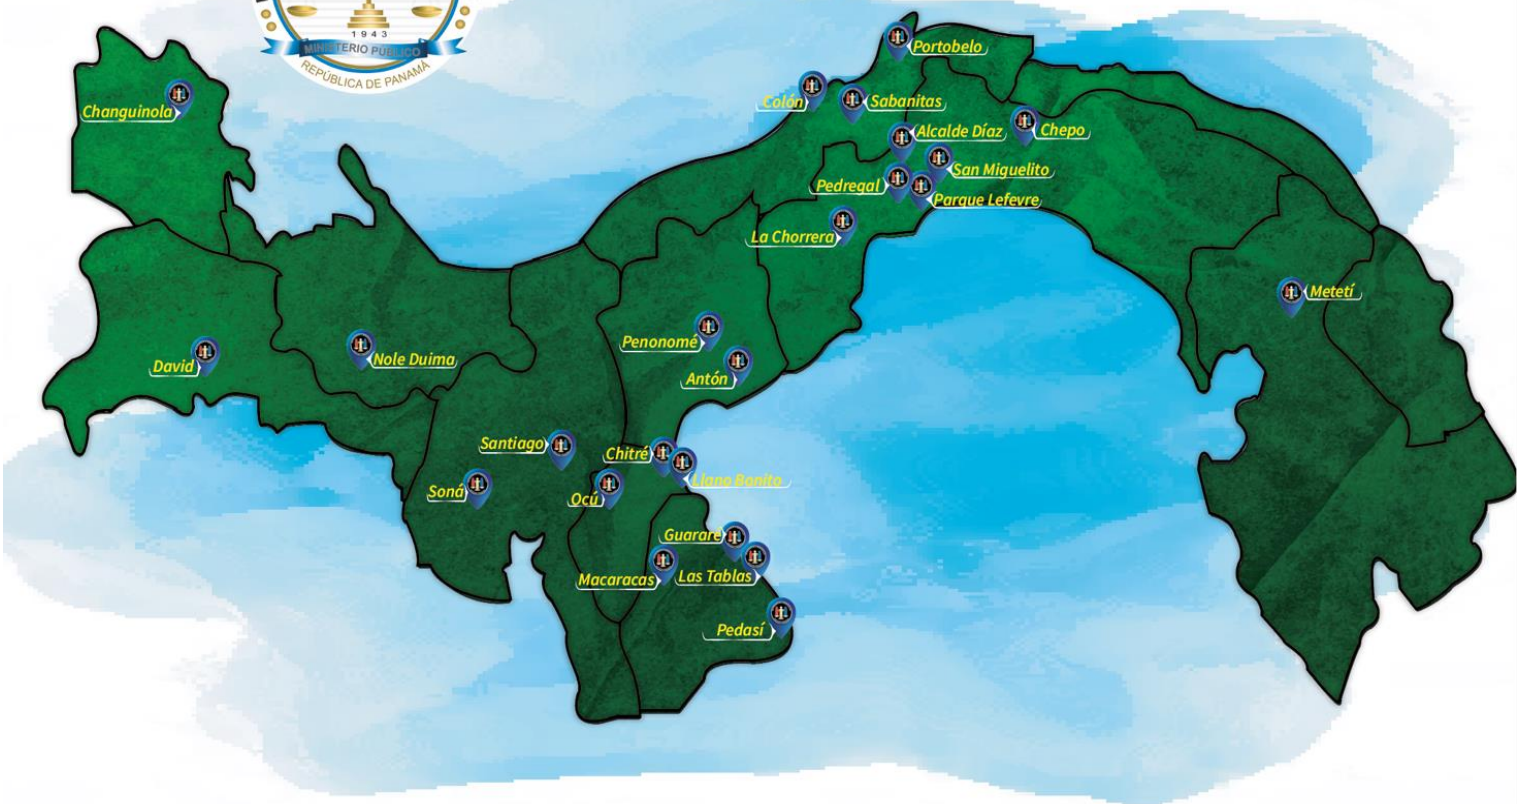 1943
MINISTERIO PÚBLICO
REPÚBLICA DE PANAMÁ
Portobelo
Changuinola
Colón
Sabanitas
Alcalde Díaz
Chepo
San Miguelito
Pedregal
Parque Lefevre
La Chorrera
Metetí
Penonomé
Nole Duima
David
Antón
Santiago
Chitré
Llano Bonito
Soná
Ocú
Guararé
Macaracas
Las Tablas
Pedasí